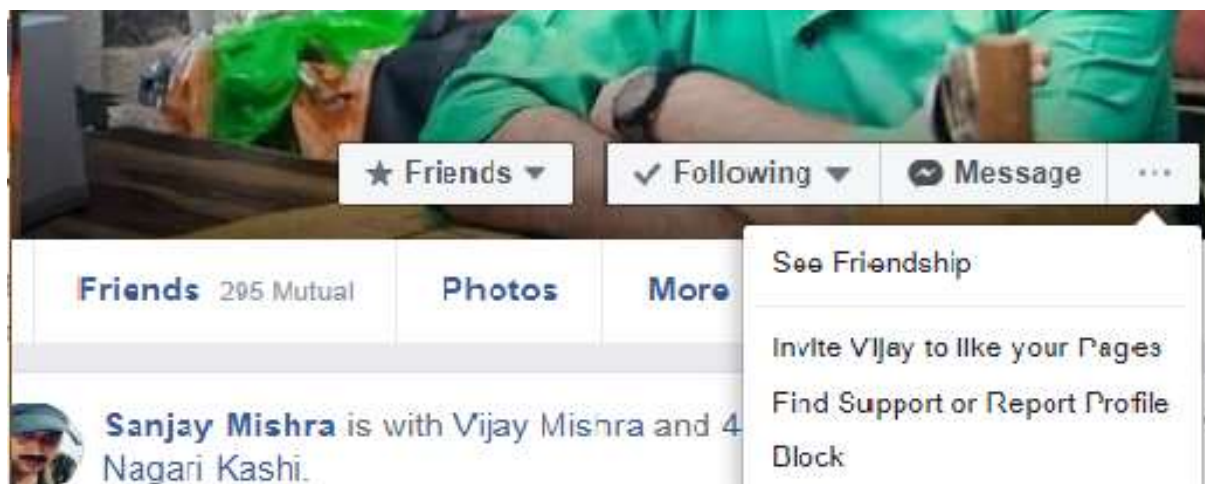 Friends
Following
Message
...
See Friendship
Friends 295 Mutual
Photos
More
Invite Vijay to like your Pages
Find Support or Report Profile
Block
Sanjay Mishra is with Vijay Mishra and 4
Nagari Kashi.